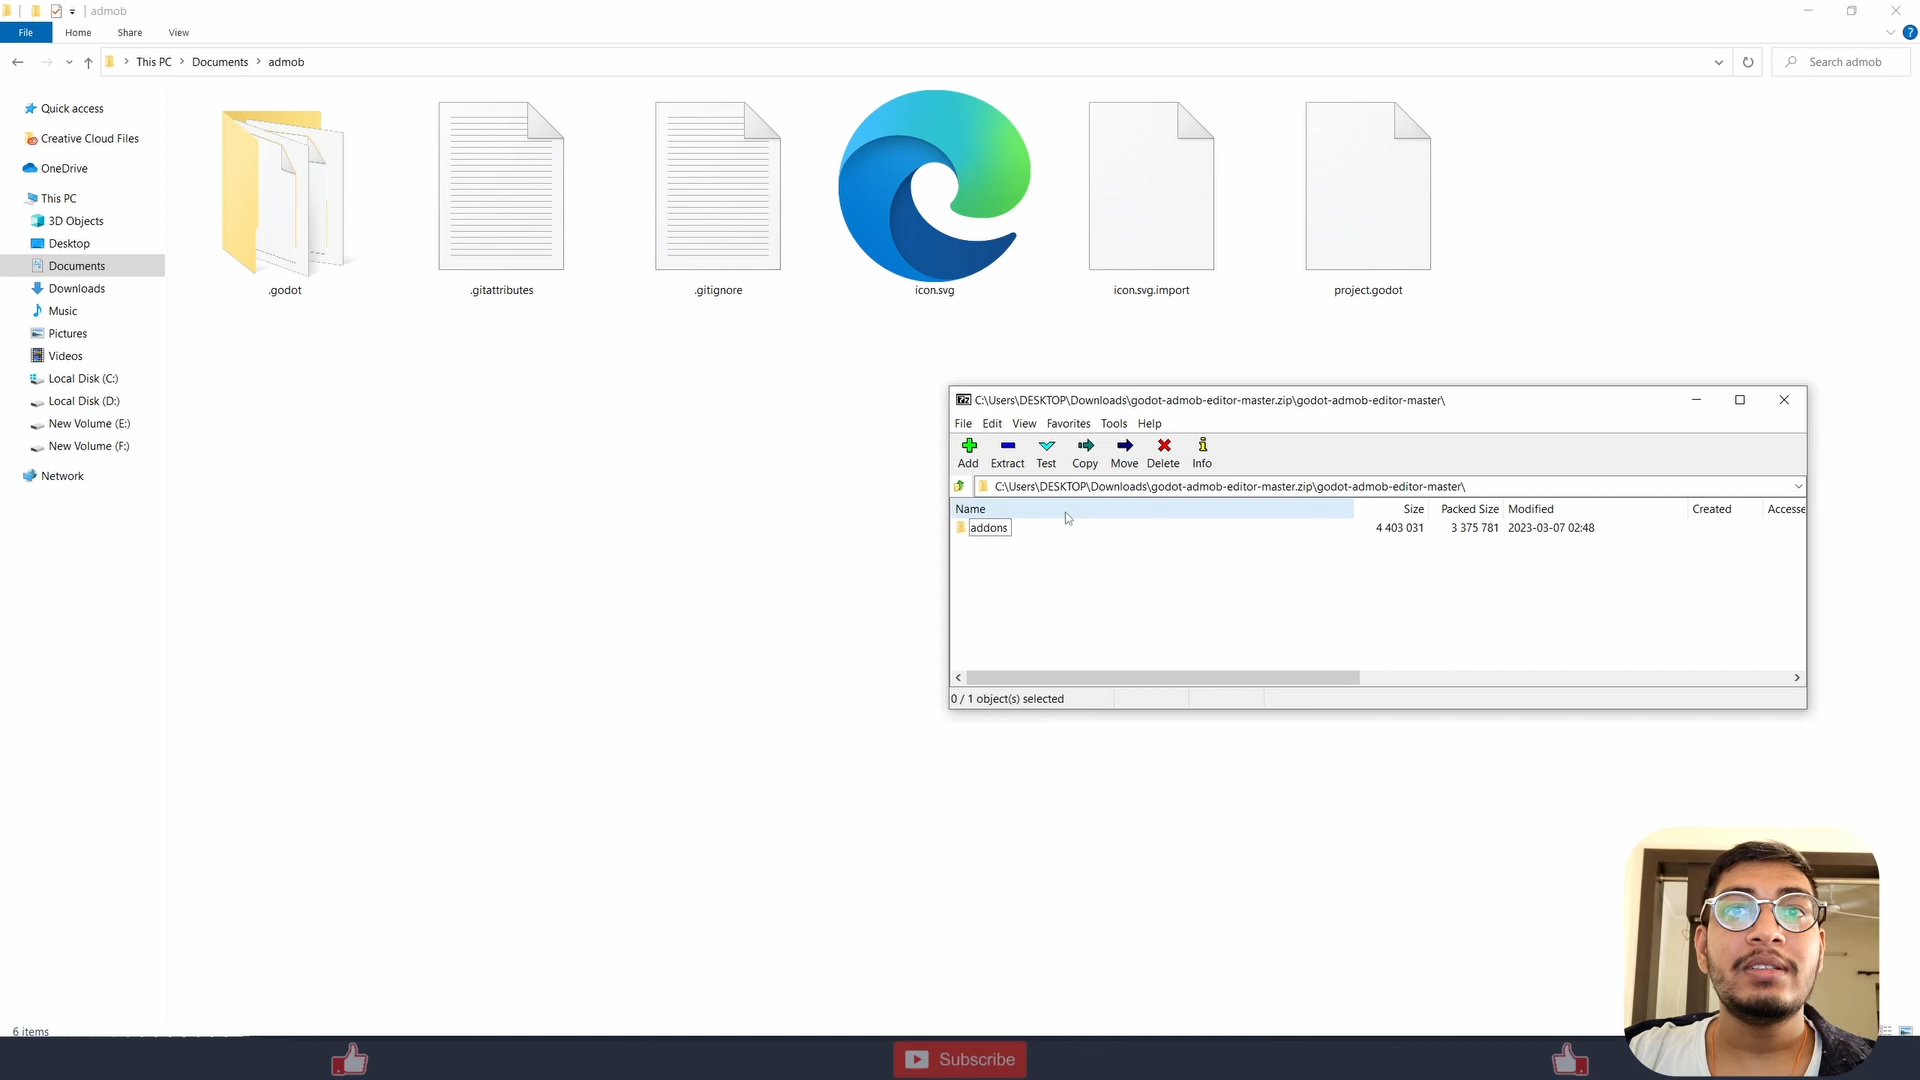 admob
File Home Share View
This PC Documents admob
Search admob
Quick access
Creative Cloud Files
OneDrive
This PC
3D Objects
Desktop
Documents
Downloads
Music
Pictures
Videos
Local Disk (C:)
Local Disk (D:)
New Volume (E:)
New Volume (F:)
Network
.godot .gitattributes .gitignore icon.svg icon.svg.import project.godot
C:\Users\DESKTOP\Downloads\godot-admob-editor-master.zip\godot-admob-editor-master\
File Edit View Favorites Tools Help
Add Extract Test Copy Move Delete Info
C:\Users\DESKTOP\Downloads\godot-admob-editor-master.zip\godot-admob-editor-master\
Name Size Packed Size Modified Created Accesse
addons 4 403 031 3 375 781 2023-03-07 02:48
0 / 1 object(s) selected
6 items
Subscribe